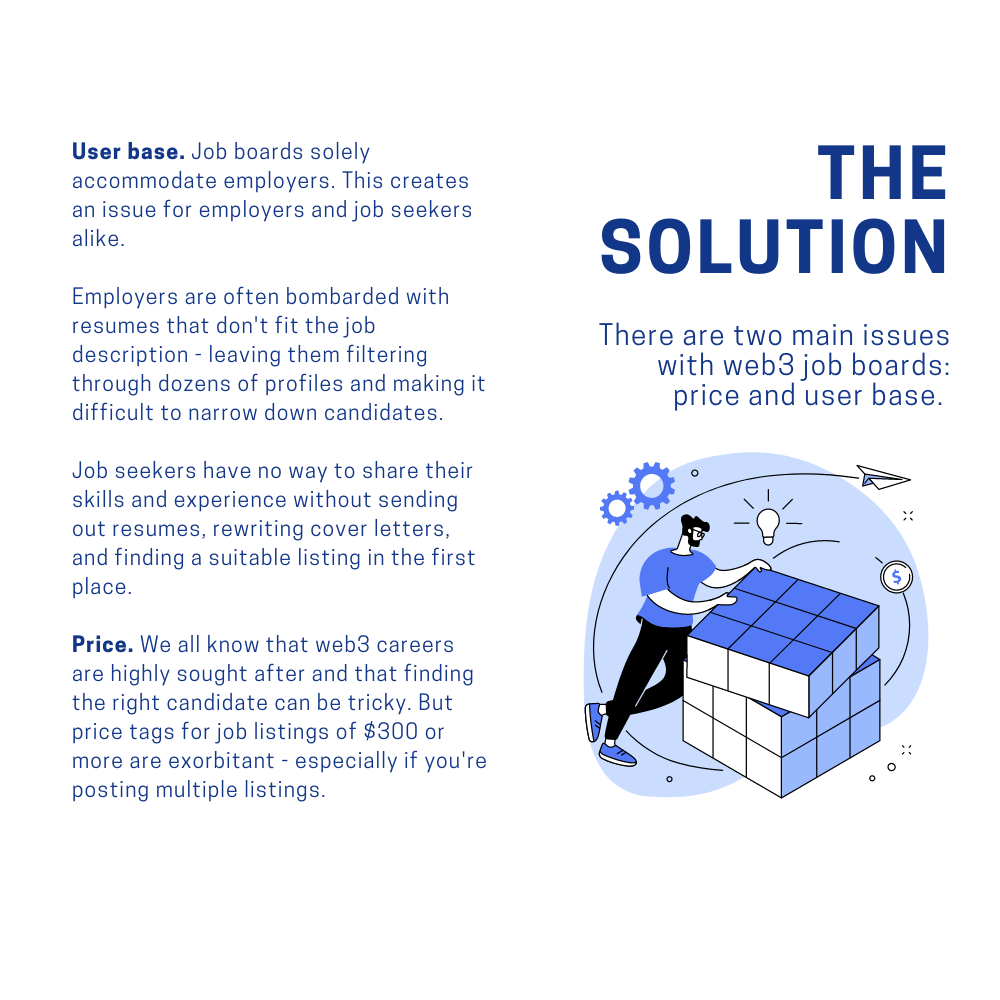 THE
SOLUTION
There are two main issues
with web3 job boards:
price and user base.
User base. Job boards solely
accommodate employers. This creates
an issue for employers and job seekers
alike.
Employers are often bombarded with
resumes that don't fit the job
description - leaving them filtering
through dozens of profiles and making it
difficult to narrow down candidates.
Job seekers have no way to share their
skills and experience without sending
out resumes, rewriting cover letters,
and finding a suitable listing in the first
place.
Price. We all know that web3 careers
are highly sought after and that finding
the right candidate can be tricky. But
price tags for job listings of $300 or
more are exorbitant - especially if you're
posting multiple listings.
$